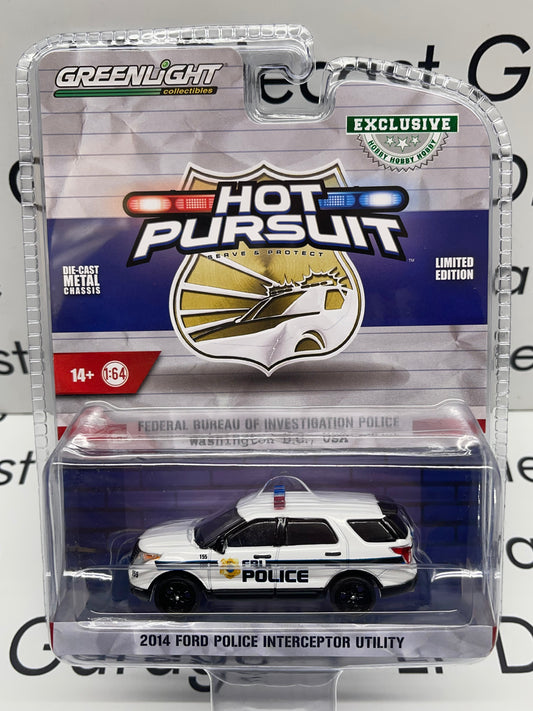 GREENLIGHT
collectibles
EXCLUSIVE
HOBBY HOBBY HOBBY
HOT
PURSUIT
SERVE & PROTECT
TM
DIE-CAST
METAL
CHASSIS
LIMITED
EDITION
14+
1:64
FEDERAL BUREAU OF INVESTIGATION POLICE
Washington D.C., USA
155
FBI
POLICE
2014 FORD POLICE INTERCEPTOR UTILITY